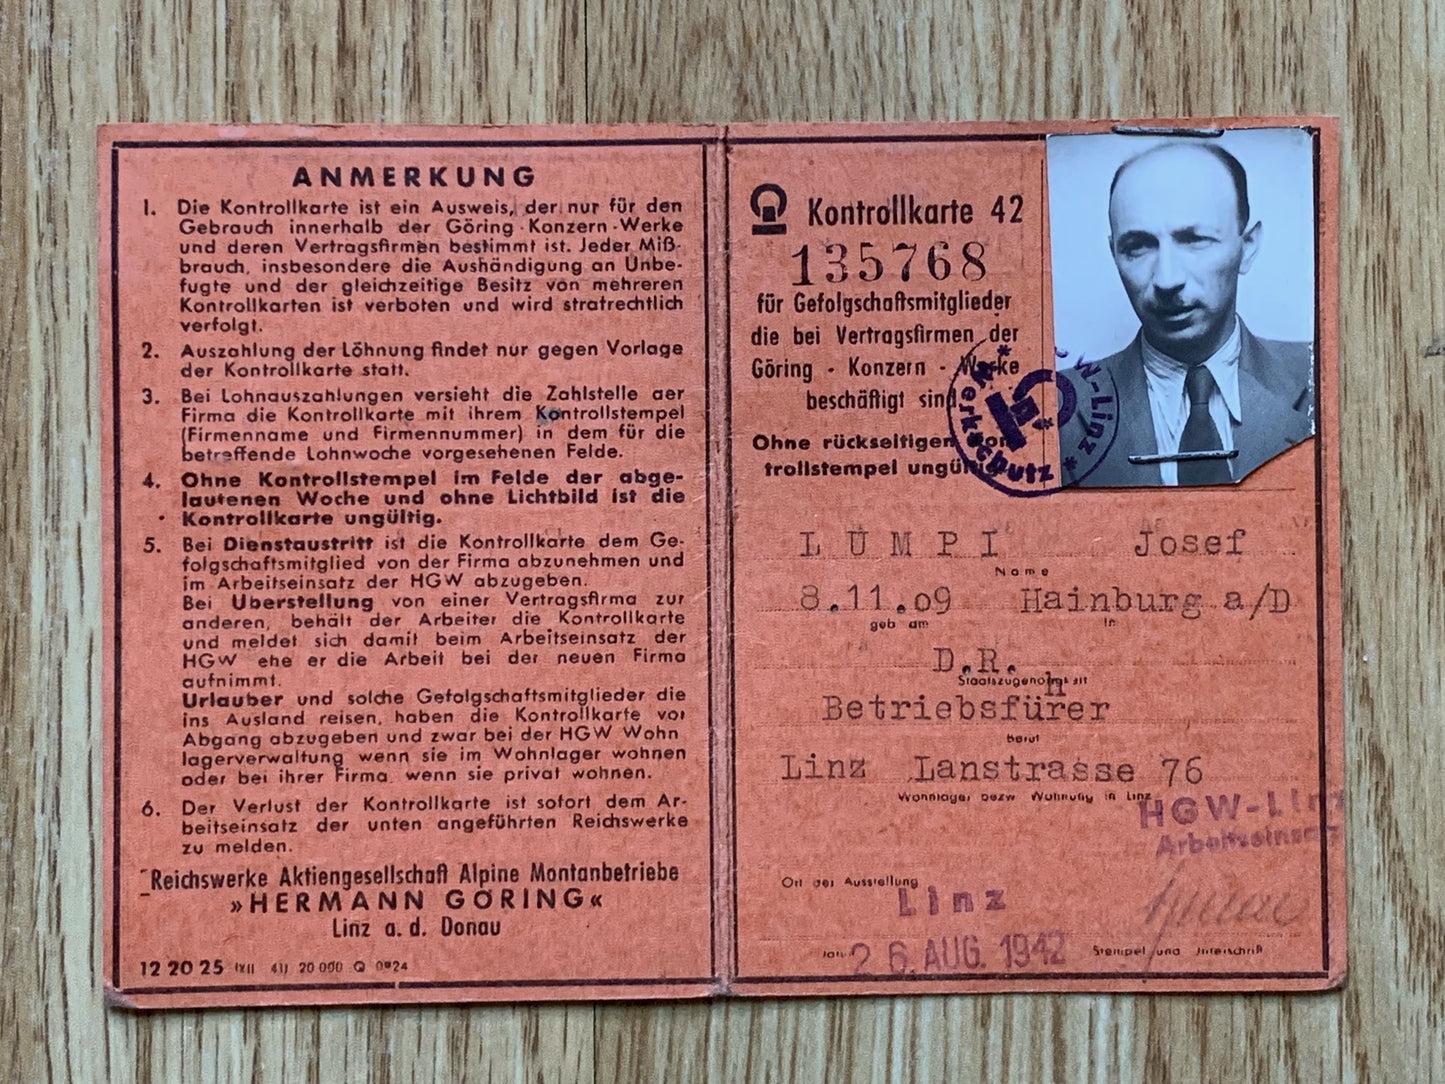 ANMERKUNG
1. Die Kontrollkarte ist ein Ausweis, der nur für den
Gebrauch innerhalb der Göring-Konzern-Werke
und deren Vertragsfirmen bestimmt ist. Jeder Miß-
brauch, insbesondere die Aushändigung an Unbe-
fugte und der gleichzeitige Besitz von mehreren
Kontrollkarten ist verboten und wird strafrechtlich
verfolgt.
2. Auszahlung der Löhnung findet nur gegen Vorlage
der Kontrollkarte statt.
3. Bei Lohnauszahlungen versieht die Zahlstelle der
Firma die Kontrollkarte mit ihrem Kontrollstempel
(Firmenname und Firmennummer) in dem für die
betreffende Lohnwoche vorgesehenen Felde.
4. Ohne Kontrollstempel im Felde der abge-
laufenen Woche und ohne Lichtbild ist die
Kontrollkarte ungültig.
5. Bei Dienstaustritt ist die Kontrollkarte dem Ge-
folgschaftsmitglied von der Firma abzunehmen und
im Arbeitseinsatz der HGW abzugeben.
Bei Überstellung von einer Vertragsfirma zur
anderen, behält der Arbeiter die Kontrollkarte
und meldet sich damit beim Arbeitseinsatz der
HGW ehe er die Arbeit bei der neuen Firma
aufnimmt.
Urlauber und solche Gefolgschaftsmitglieder die
ins Ausland reisen, haben die Kontrollkarte vor
Abgang abzugeben und zwar bei der HGW Wohn
lagerverwaltung wenn sie im Wohnlager wohnen
oder bei ihrer Firma, wenn sie privat wohnen.
6. Der Verlust der Kontrollkarte ist sofort dem Ar-
beitseinsatz der unten angeführten Reichswerke
zu melden.
Reichswerke Aktiengesellschaft Alpine Montanbetriebe
»HERMANN GÖRING«
Linz a. d. Donau
12 20 25 (XII 41) 20 000 Q 0824
Kontrollkarte 42
135768
für Gefolgschaftsmitglieder
die bei Vertragsfirmen der
Göring - Konzern - Werke
beschäftigt sind.
Ohne rückseitigen Kon
trollstempel ungültig
Werkschutz * HGW-Linz *
LÜMPI Josef
Name
8.11.09 Hainburg a/D
geb am in
D.R.
Staatszugehörigkeit
Betriebsführer
Beruf
Linz Lanstrasse 76
Wohnlager bezw Wohnung in Linz
HGW-Linz
Arbeitseinsatz
Ort der Ausstellung
Linz
26. AUG. 1942
Stempel und Unterschrift